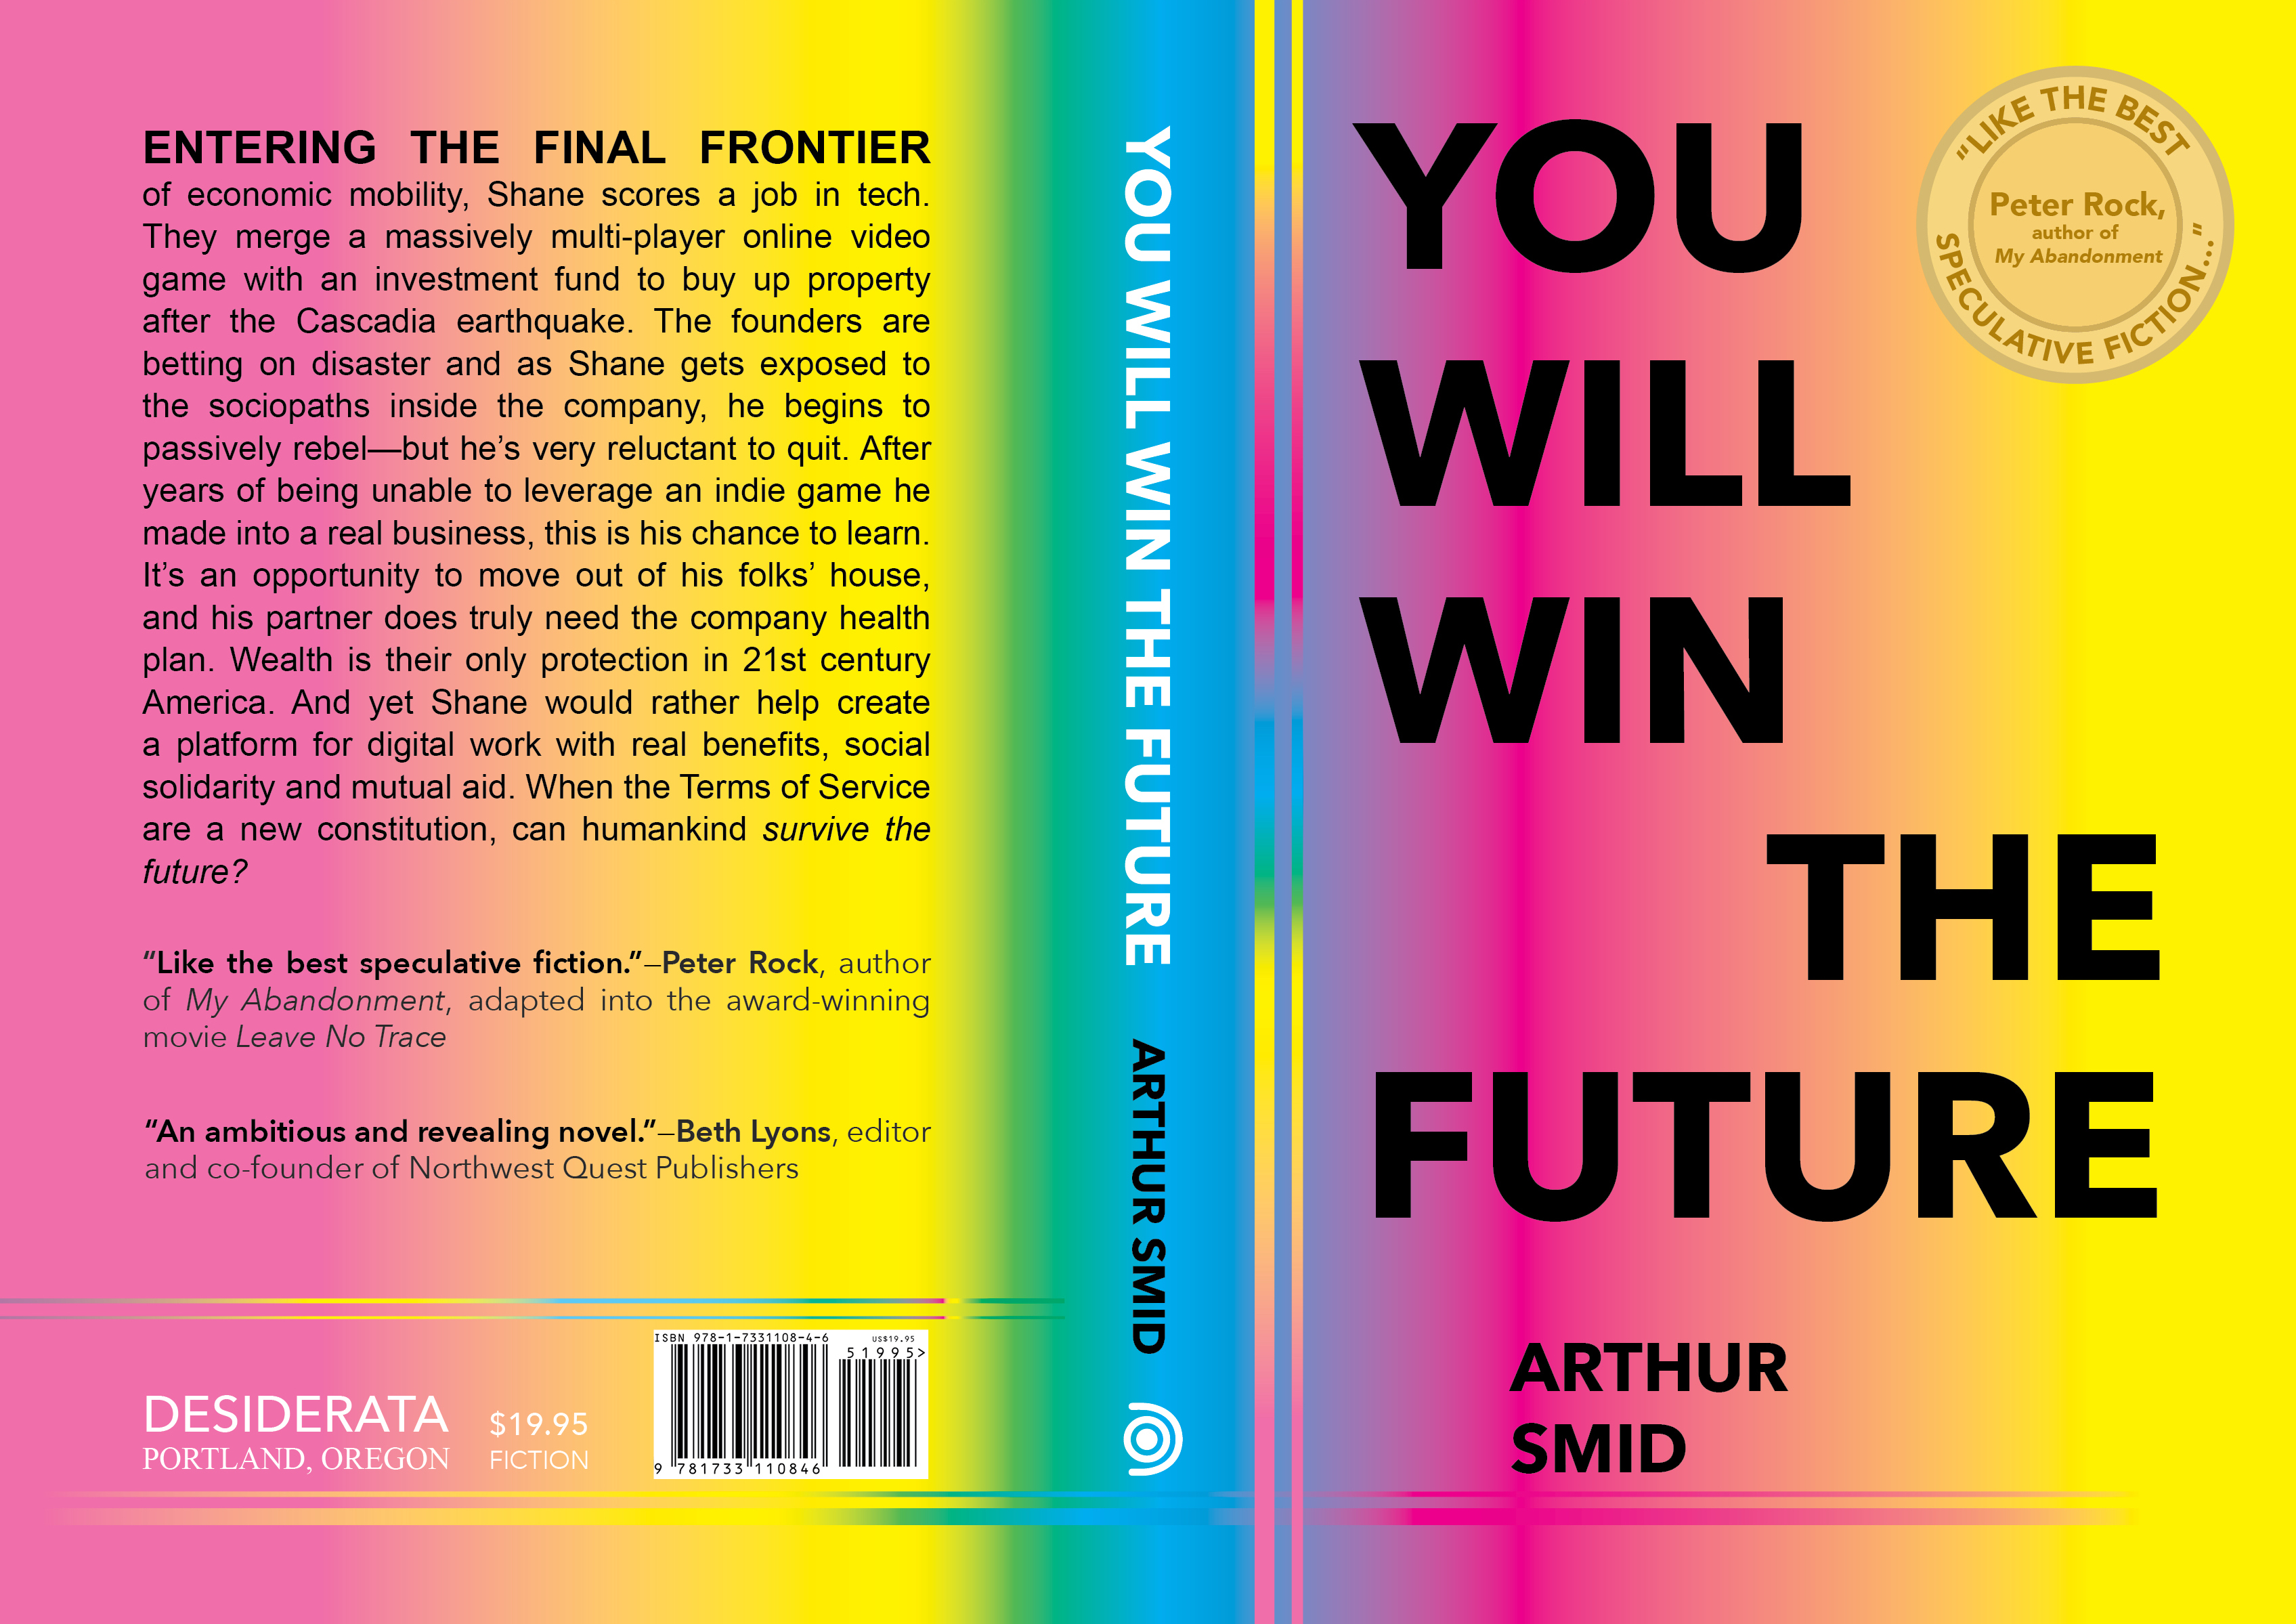 ENTERING THE FINAL FRONTIER
of economic mobility, Shane scores a job in tech.
They merge a massively multi-player online video
game with an investment fund to buy up property
after the Cascadia earthquake. The founders are
betting on disaster and as Shane gets exposed to
the sociopaths inside the company, he begins to
passively rebel—but he’s very reluctant to quit. After
years of being unable to leverage an indie game he
made into a real business, this is his chance to learn.
It’s an opportunity to move out of his folks’ house,
and his partner does truly need the company health
plan. Wealth is their only protection in 21st century
America. And yet Shane would rather help create
a platform for digital work with real benefits, social
solidarity and mutual aid. When the Terms of Service
are a new constitution, can humankind survive the
future?
“Like the best speculative fiction.”—Peter Rock, author
of My Abandonment, adapted into the award-winning
movie Leave No Trace
“An ambitious and revealing novel.”—Beth Lyons, editor
and co-founder of Northwest Quest Publishers
DESIDERATA
PORTLAND, OREGON
$19.95
FICTION
ISBN 978-1-7331108-4-6
US$19.95
51995>
9 781733 110846
YOU WILL WIN THE FUTURE
ARTHUR SMID
YOU
WILL
WIN
THE
FUTURE
ARTHUR
SMID
“LIKE THE BEST
SPECULATIVE FICTION...”
Peter Rock,
author of
My Abandonment